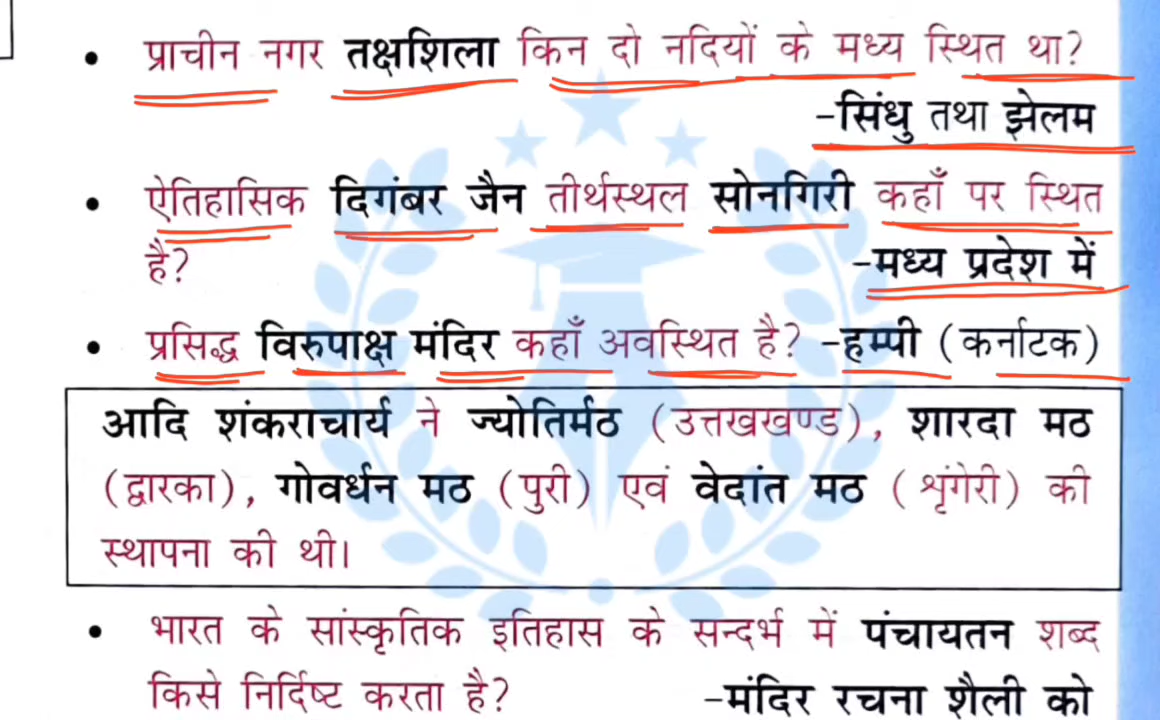 • प्राचीन नगर तक्षशिला किन दो नदियों के मध्य स्थित था?
-सिंधु तथा झेलम
• ऐतिहासिक दिगंबर जैन तीर्थस्थल सोनगिरी कहाँ पर स्थित
है? -मध्य प्रदेश में
• प्रसिद्ध विरुपाक्ष मंदिर कहाँ अवस्थित है? -हम्पी (कर्नाटक)
आदि शंकराचार्य ने ज्योतिर्मठ (उत्तखखण्ड), शारदा मठ
(द्वारका), गोवर्धन मठ (पुरी) एवं वेदांत मठ (शृंगेरी) की
स्थापना की थी।
• भारत के सांस्कृतिक इतिहास के सन्दर्भ में पंचायतन शब्द
किसे निर्दिष्ट करता है? -मंदिर रचना शैली को